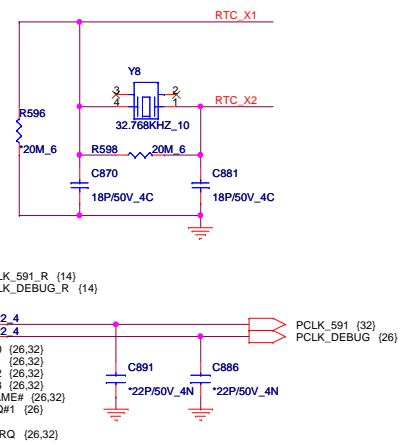 RTC_X1
Y8
3
2
4
1
RTC_X2
32.768KHZ_10
R596
*20M_6
R598
20M_6
C870
C881
18P/50V_4C
18P/50V_4C
LK_591_R {14}
LK_DEBUG_R {14}
2_4
PCLK_591 {32}
2_4
PCLK_DEBUG {26}
{26,32}
{26,32}
{26,32}
{26,32}
AME# {26,32}
Q#1 {26}
C891
C886
*22P/50V_4N
*22P/50V_4N
RQ {26,32}